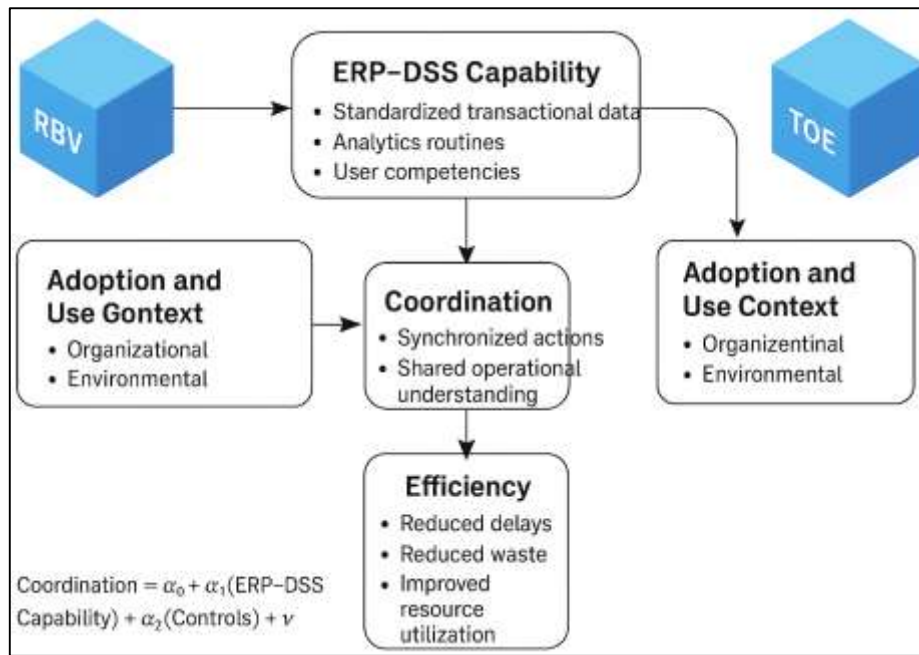 RBV
ERP–DSS Capability
• Standardized transactional data
• Analytics routines
• User competencies
TOE
Adoption and
Use Gontext
• Organizational
• Environmental
Coordination
• Synchronized actions
• Shared operational
understanding
Adoption and
Use Context
• Organizentinal
• Environmental
Efficiency
• Reduced delays
• Reduced waste
• Improved
resource
utilization
Coordination = α₀ + α₁(ERP–DSS
Capability) + α₂(Controls) + ν